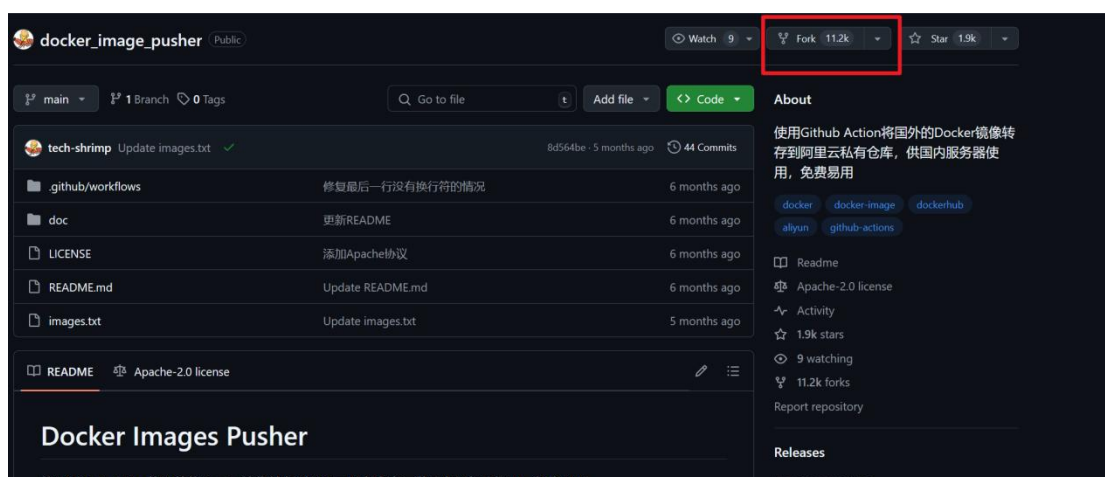 docker_image_pusher Public
Watch 9
Fork 11.2k
Star 1.9k
main
1 Branch
0 Tags
Go to file
t
Add file
Code
tech-shrimp Update images.txt
8d564be · 5 months ago
44 Commits
.github/workflows
修复最后一行没有换行符的情况
6 months ago
doc
更新README
6 months ago
LICENSE
添加Apache协议
6 months ago
README.md
Update README.md
6 months ago
images.txt
Update images.txt
5 months ago
README
Apache-2.0 license
Docker Images Pusher
About
使用Github Action将国外的Docker镜像转
存到阿里云私有仓库，供国内服务器使
用，免费易用
docker docker-image dockerhub
aliyun github-actions
Readme
Apache-2.0 license
Activity
1.9k stars
9 watching
11.2k forks
Report repository
Releases